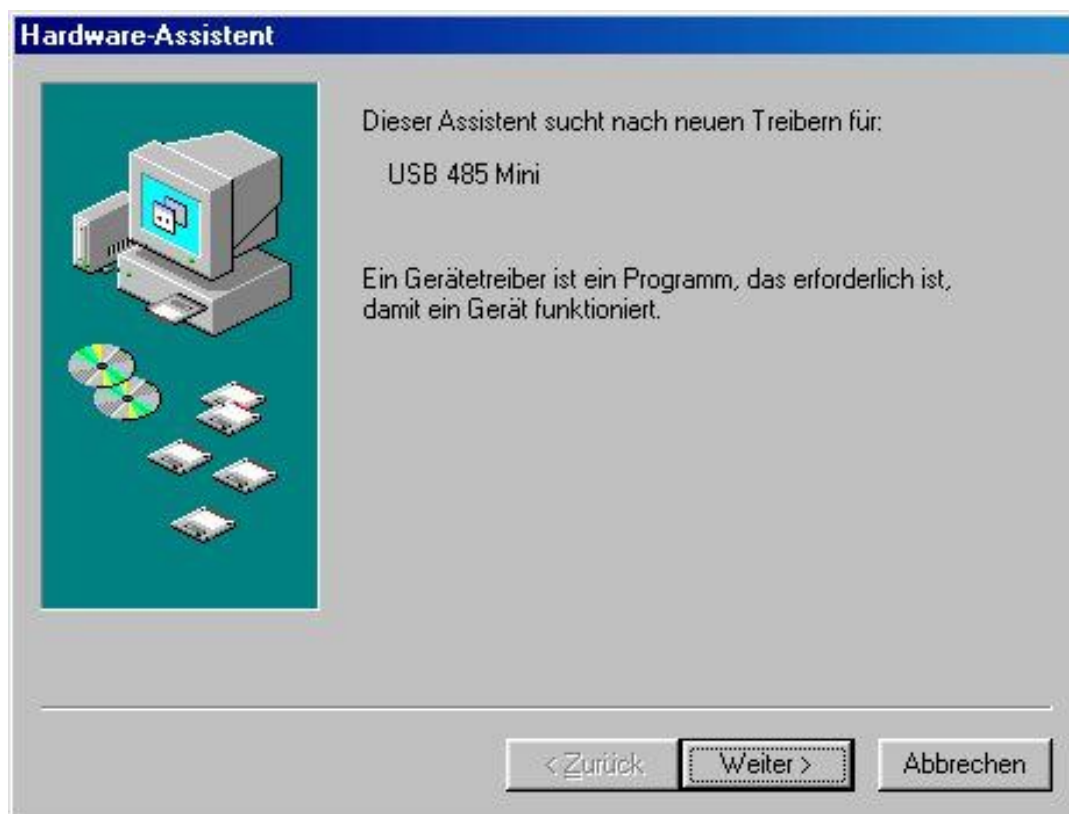 Hardware-Assistent
Dieser Assistent sucht nach neuen Treibern für:
USB 485 Mini
Ein Gerätetreiber ist ein Programm, das erforderlich ist,
damit ein Gerät funktioniert.
< Zurück
Weiter >
Abbrechen